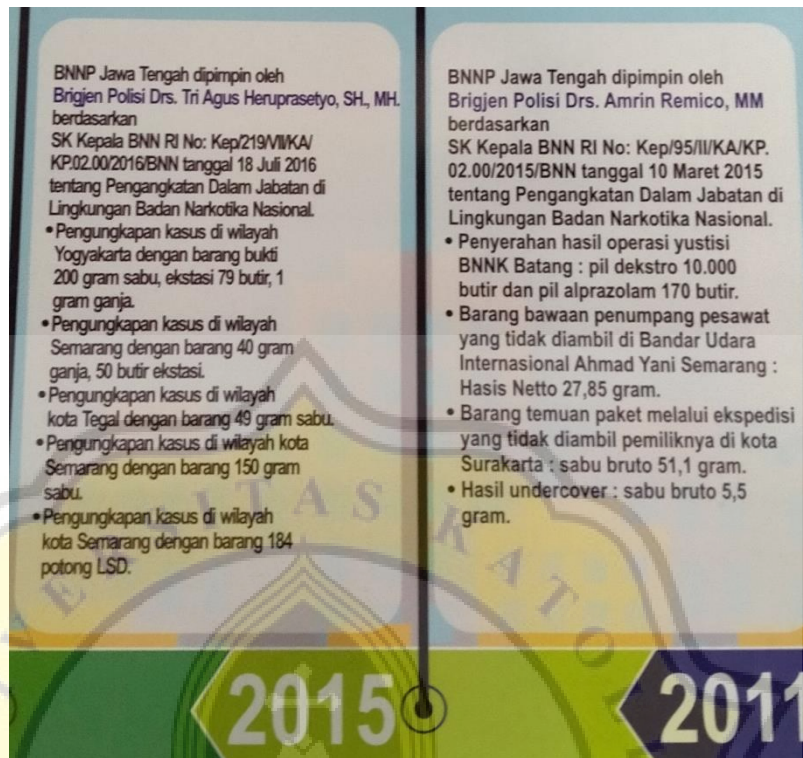 BNNP Jawa Tengah dipimpin oleh
Brigjen Polisi Drs. Tri Agus Heruprasetyo, SH., MH.
berdasarkan
SK Kepala BNN RI No: Kep/219/VII/KA/
KP.02.00/2016/BNN tanggal 18 Juli 2016
tentang Pengangkatan Dalam Jabatan di
Lingkungan Badan Narkotika Nasional.
• Pengungkapan kasus di wilayah
Yogyakarta dengan barang bukti
200 gram sabu, ekstasi 79 butir, 1
gram ganja.
• Pengungkapan kasus di wilayah
Semarang dengan barang 40 gram
ganja, 50 butir ekstasi.
• Pengungkapan kasus di wilayah
kota Tegal dengan barang 49 gram sabu.
• Pengungkapan kasus di wilayah kota
Semarang dengan barang 150 gram
sabu.
• Pengungkapan kasus di wilayah
kota Semarang dengan barang 184
potong LSD.
2015
BNNP Jawa Tengah dipimpin oleh
Brigjen Polisi Drs. Amrin Remico, MM
berdasarkan
SK Kepala BNN RI No: Kep/95/II/KA/KP.
02.00/2015/BNN tanggal 10 Maret 2015
tentang Pengangkatan Dalam Jabatan di
Lingkungan Badan Narkotika Nasional.
• Penyerahan hasil operasi yustisi
BNNK Batang : pil dekstro 10.000
butir dan pil alprazolam 170 butir.
• Barang bawaan penumpang pesawat
yang tidak diambil di Bandar Udara
Internasional Ahmad Yani Semarang :
Hasis Netto 27,85 gram.
• Barang temuan paket melalui ekspedisi
yang tidak diambil pemiliknya di kota
Surakarta : sabu bruto 51,1 gram.
• Hasil undercover : sabu bruto 5,5
gram.
2011